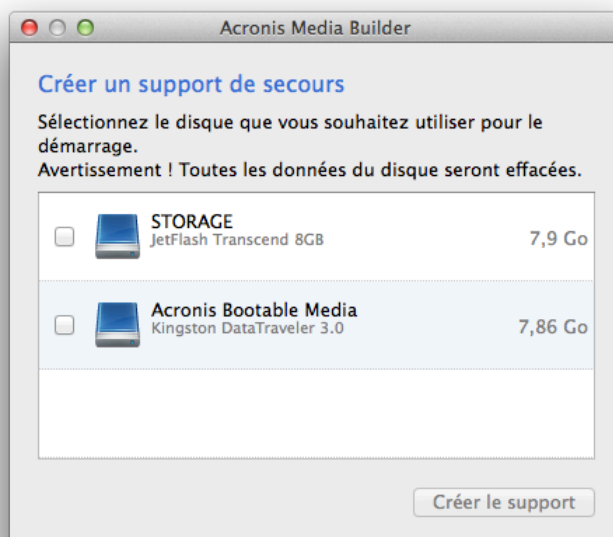 Acronis Media Builder
Créer un support de secours
Sélectionnez le disque que vous souhaitez utiliser pour le
démarrage.
Avertissement ! Toutes les données du disque seront effacées.
STORAGE
JetFlash Transcend 8GB
7,9 Go
Acronis Bootable Media
Kingston DataTraveler 3.0
7,86 Go
Créer le support